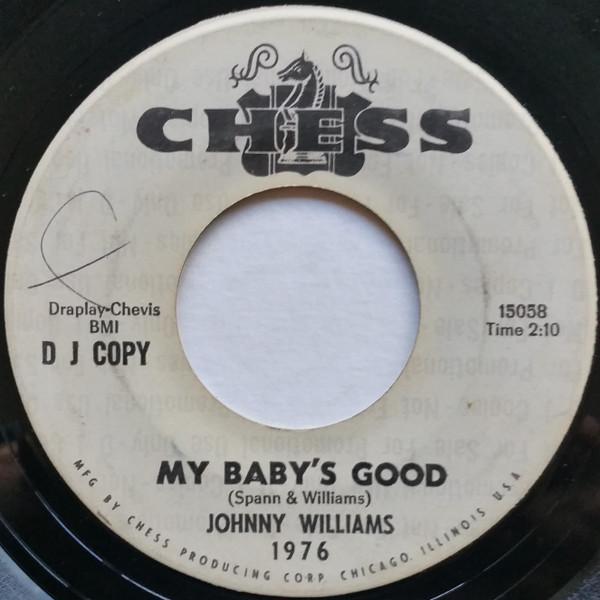 CHESS
Draplay-Chevis
BMI
D J COPY
15058
Time 2:10
MY BABY'S GOOD
(Spann & Williams)
JOHNNY WILLIAMS
1976
MFG BY CHESS PRODUCING CORP. CHICAGO, ILLINOIS U.S.A.